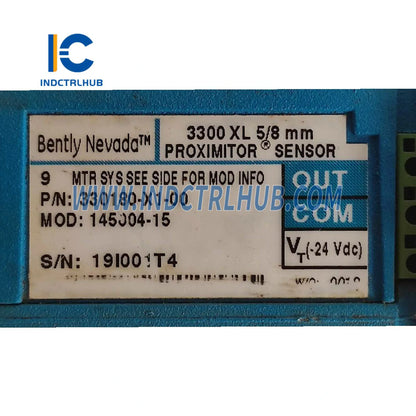 IC
INDCTRLHUB
Bently Nevada™
3300 XL 5/8 mm
PROXIMITOR® SENSOR
9 MTR SYS SEE SIDE FOR MOD INFO
P/N: 330180-X1-00
MOD: 145004-15
S/N: 19I001T4
OUT
COM
VT(-24 Vdc)
WWW.INDCTRLHUB.COM